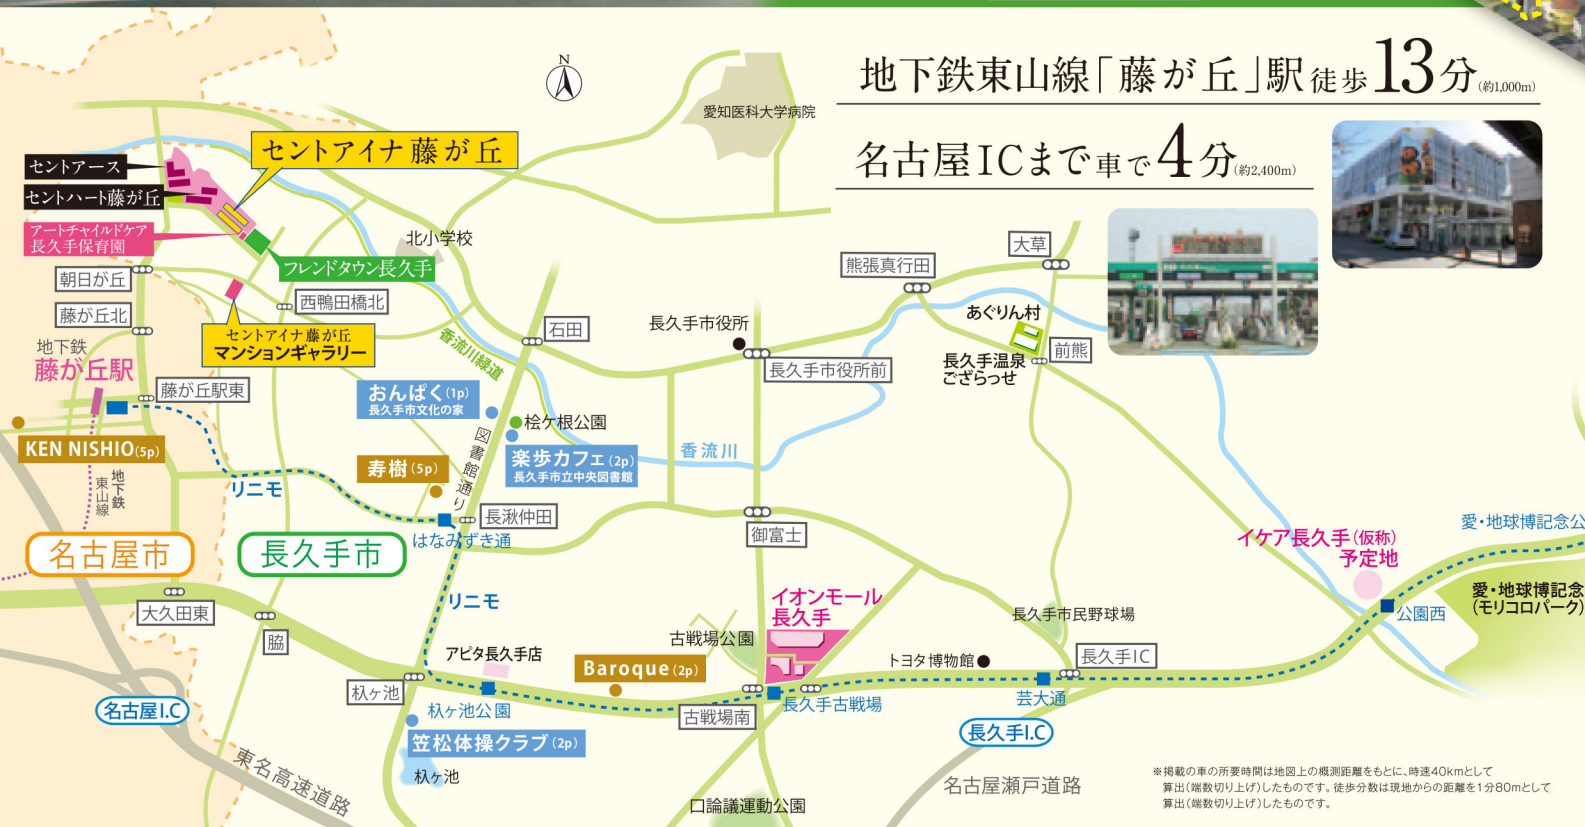 地下鉄東山線「藤が丘」駅徒歩13分(約1,000m)
名古屋ICまで車で4分(約2,400m)
N
愛知医科大学病院
セントアイナ藤が丘
セントアース
セントハート藤が丘
アートチャイルドケア
長久手保育園
フレンドタウン長久手
北小学校
朝日が丘
西鴨田橋北
藤が丘北
セントアイナ藤が丘
マンションギャラリー
地下鉄
藤が丘駅
藤が丘駅東
石田
香流川緑道
長久手市役所
長久手市役所前
熊張真行田
大草
あぐりん村
長久手温泉
ござらっせ
前熊
おんぱく(1p)
長久手市文化の家
桧ケ根公園
図書館通り
楽歩カフェ(2p)
長久手市立中央図書館
香流川
KEN NISHIO(5p)
地下鉄
東山線
リニモ
寿樹(5p)
長湫仲田
はなみずき通
御富士
名古屋市
長久手市
イケア長久手(仮称)
予定地
愛・地球博記念公
愛・地球博記念
(モリコロパーク)
公園西
大久田東
脇
リニモ
イオンモール
長久手
長久手市民野球場
古戦場公園
アピタ長久手店
Baroque(2p)
トヨタ博物館
長久手IC
杁ヶ池
杁ヶ池公園
古戦場南
長久手古戦場
芸大通
名古屋I.C
笠松体操クラブ(2p)
長久手I.C
東名高速道路
杁ヶ池
口論議運動公園
名古屋瀬戸道路
※掲載の車の所要時間は地図上の概測距離をもとに、時速40kmとして
算出(端数切り上げ)したものです。徒歩分数は現地からの距離を1分80mとして
算出(端数切り上げ)したものです。